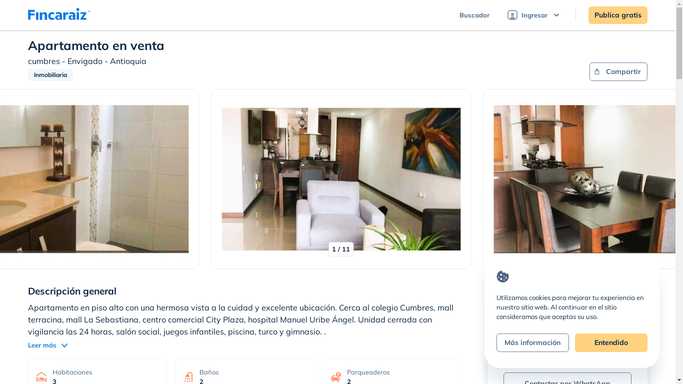 Fincaraiz
Buscador
Ingresar
Publica gratis
Apartamento en venta
cumbres - Envigado - Antioquia
Inmobiliaria
Compartir
1 / 11
Descripción general
Apartamento en piso alto con una hermosa vista a la cuidad y excelente ubicación. Cerca al colegio Cumbres, mall
terracina, mall La Sebastiana, centro comercial City Plaza, hospital Manuel Uribe Ángel. Unidad cerrada con
vigilancia las 24 horas, salón social, juegos infantiles, piscina, turco y gimnasio. .
Leer más
Habitaciones
3
Baños
2
Parqueaderos
2
Utilizamos cookies para mejorar tu experiencia en
nuestro sitio web. Al continuar en el sitio
consideramos que aceptas su uso.
Más información
Entendido
Contactar por WhatsApp